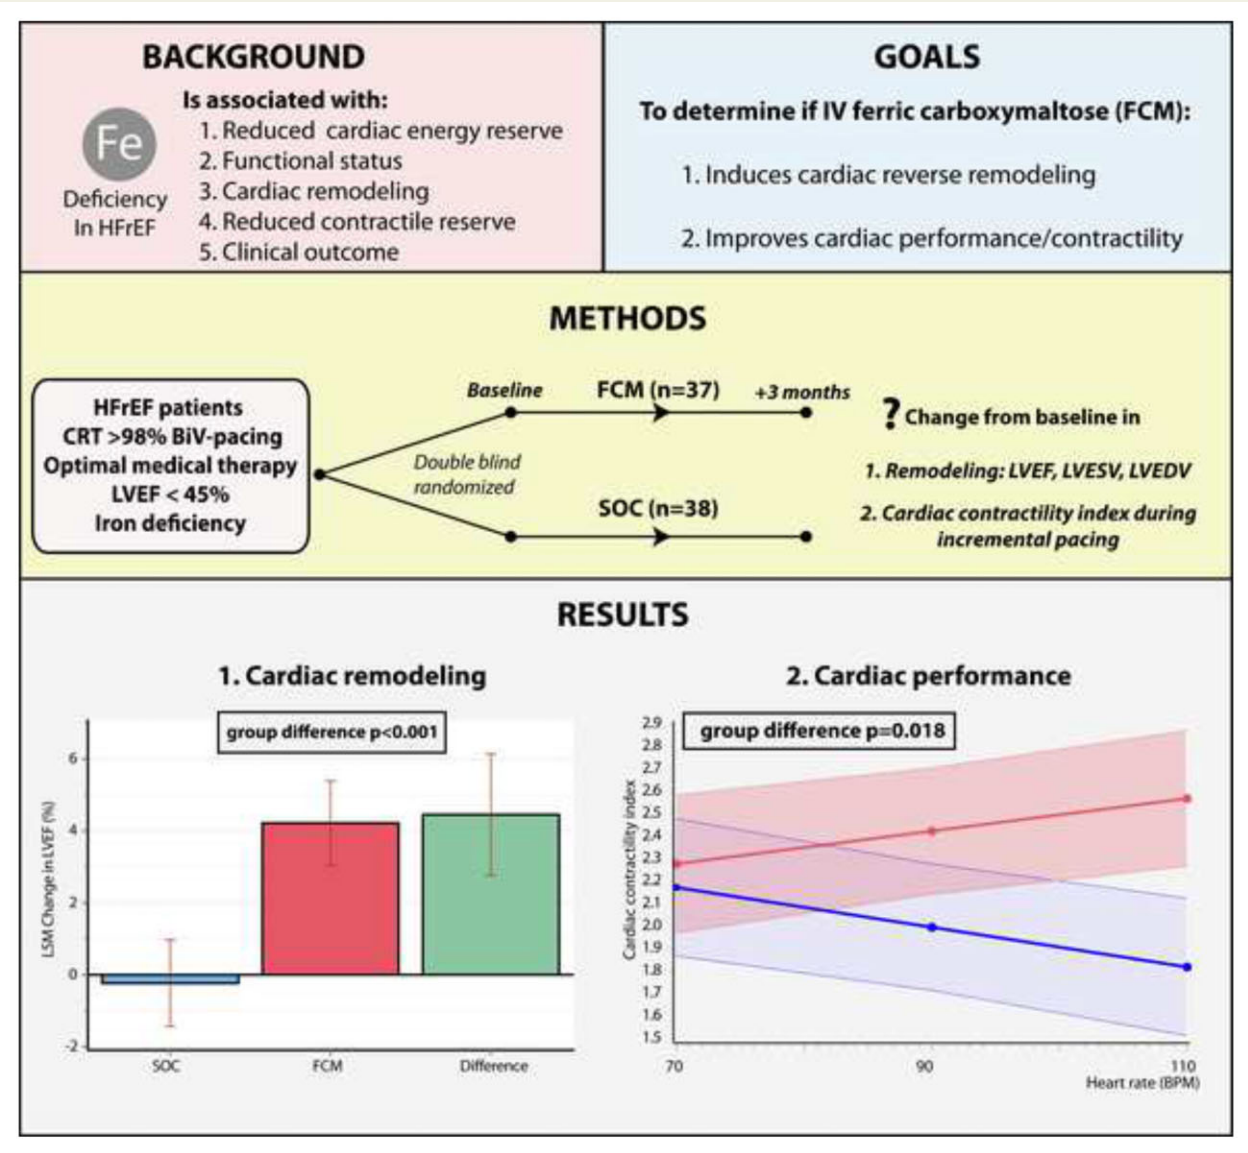 BACKGROUND
Fe
Deficiency
In HFrEF
Is associated with:
1. Reduced cardiac energy reserve
2. Functional status
3. Cardiac remodeling
4. Reduced contractile reserve
5. Clinical outcome
GOALS
To determine if IV ferric carboxymaltose (FCM):
1. Induces cardiac reverse remodeling
2. Improves cardiac performance/contractility
METHODS
HFrEF patients
CRT >98% BiV-pacing
Optimal medical therapy
LVEF < 45%
Iron deficiency
Double blind
randomized
Baseline
FCM (n=37)
+3 months
SOC (n=38)
? Change from baseline in
1. Remodeling: LVEF, LVESV, LVEDV
2. Cardiac contractility index during
incremental pacing
RESULTS
1. Cardiac remodeling
group difference p<0.001
LSM Change in LVEF (%)
6
4
2
0
-2
SOC
FCM
Difference
2. Cardiac performance
group difference p=0.018
Cardiac contractility index
2.9
2.8
2.7
2.6
2.5
2.4
2.3
2.2
2.1
2.0
1.9
1.8
1.7
1.6
1.5
70
90
110
Heart rate (BPM)